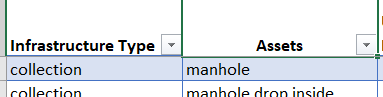 Infrastructure Type Assets
collection manhole
collection manhole drop inside